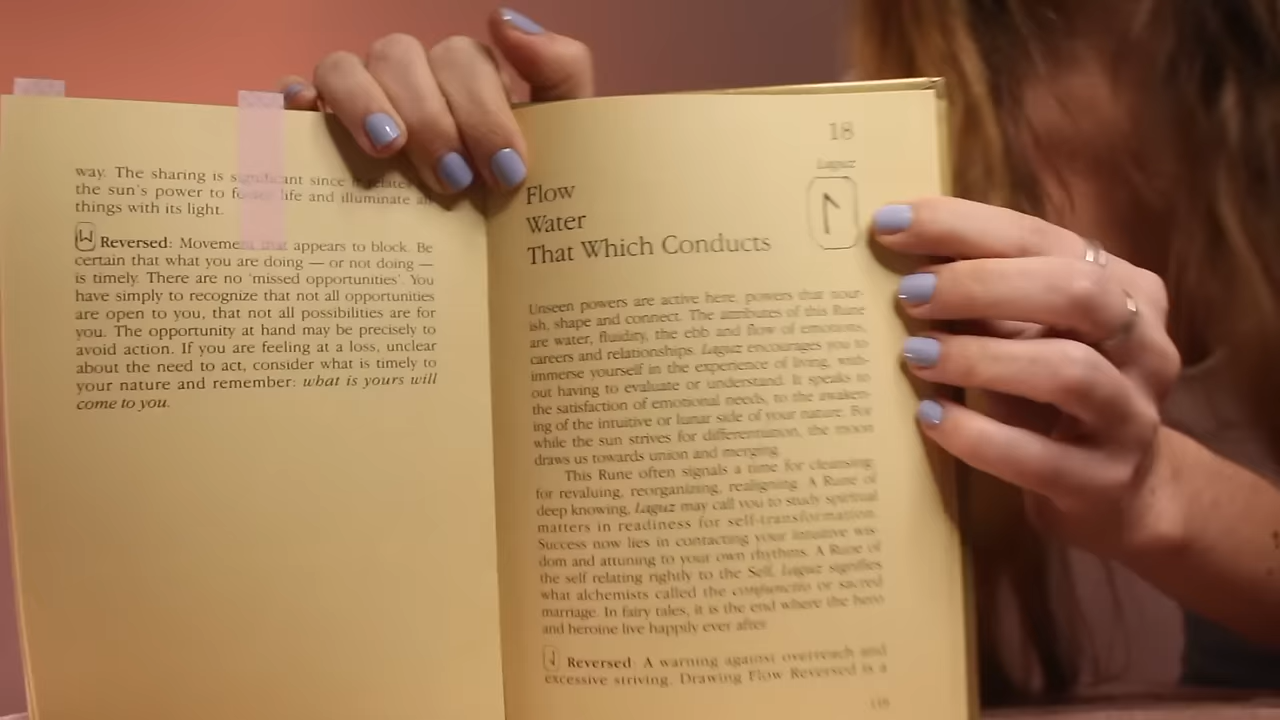 way. The sharing is significant since it relates
the sun's power to foster life and illuminate all
things with its light.
Reversed: Movement that appears to block. Be
certain that what you are doing — or not doing —
is timely. There are no 'missed opportunities'. You
have simply to recognize that not all opportunities
are open to you, that not all possibilities are for
you. The opportunity at hand may be precisely to
avoid action. If you are feeling at a loss, unclear
about the need to act, consider what is timely to
your nature and remember: what is yours will
come to you.
18
Laguz
Flow
Water
That Which Conducts
Unseen powers are active here, powers that nour-
ish, shape and connect. The attributes of this Rune
are water, fluidity, the ebb and flow of emotions,
careers and relationships. Laguz encourages you to
immerse yourself in the experience of living, with-
out having to evaluate or understand. It speaks to
the satisfaction of emotional needs, to the awaken-
ing of the intuitive or lunar side of your nature. For
while the sun strives for differentiation, the moon
draws us towards union and merging.
This Rune often signals a time for cleansing:
for revaluing, reorganizing, realigning. A Rune of
deep knowing, Laguz may call you to study spiritual
matters in readiness for self-transformation.
Success now lies in contacting your intuitive wis-
dom and attuning to your own rhythms. A Rune of
the self relating rightly to the Self, Laguz signifies
what alchemists called the conjunctio or sacred
marriage. In fairy tales, it is the end where the hero
and heroine live happily ever after.
Reversed: A warning against overreach and
excessive striving. Drawing Flow Reversed is a